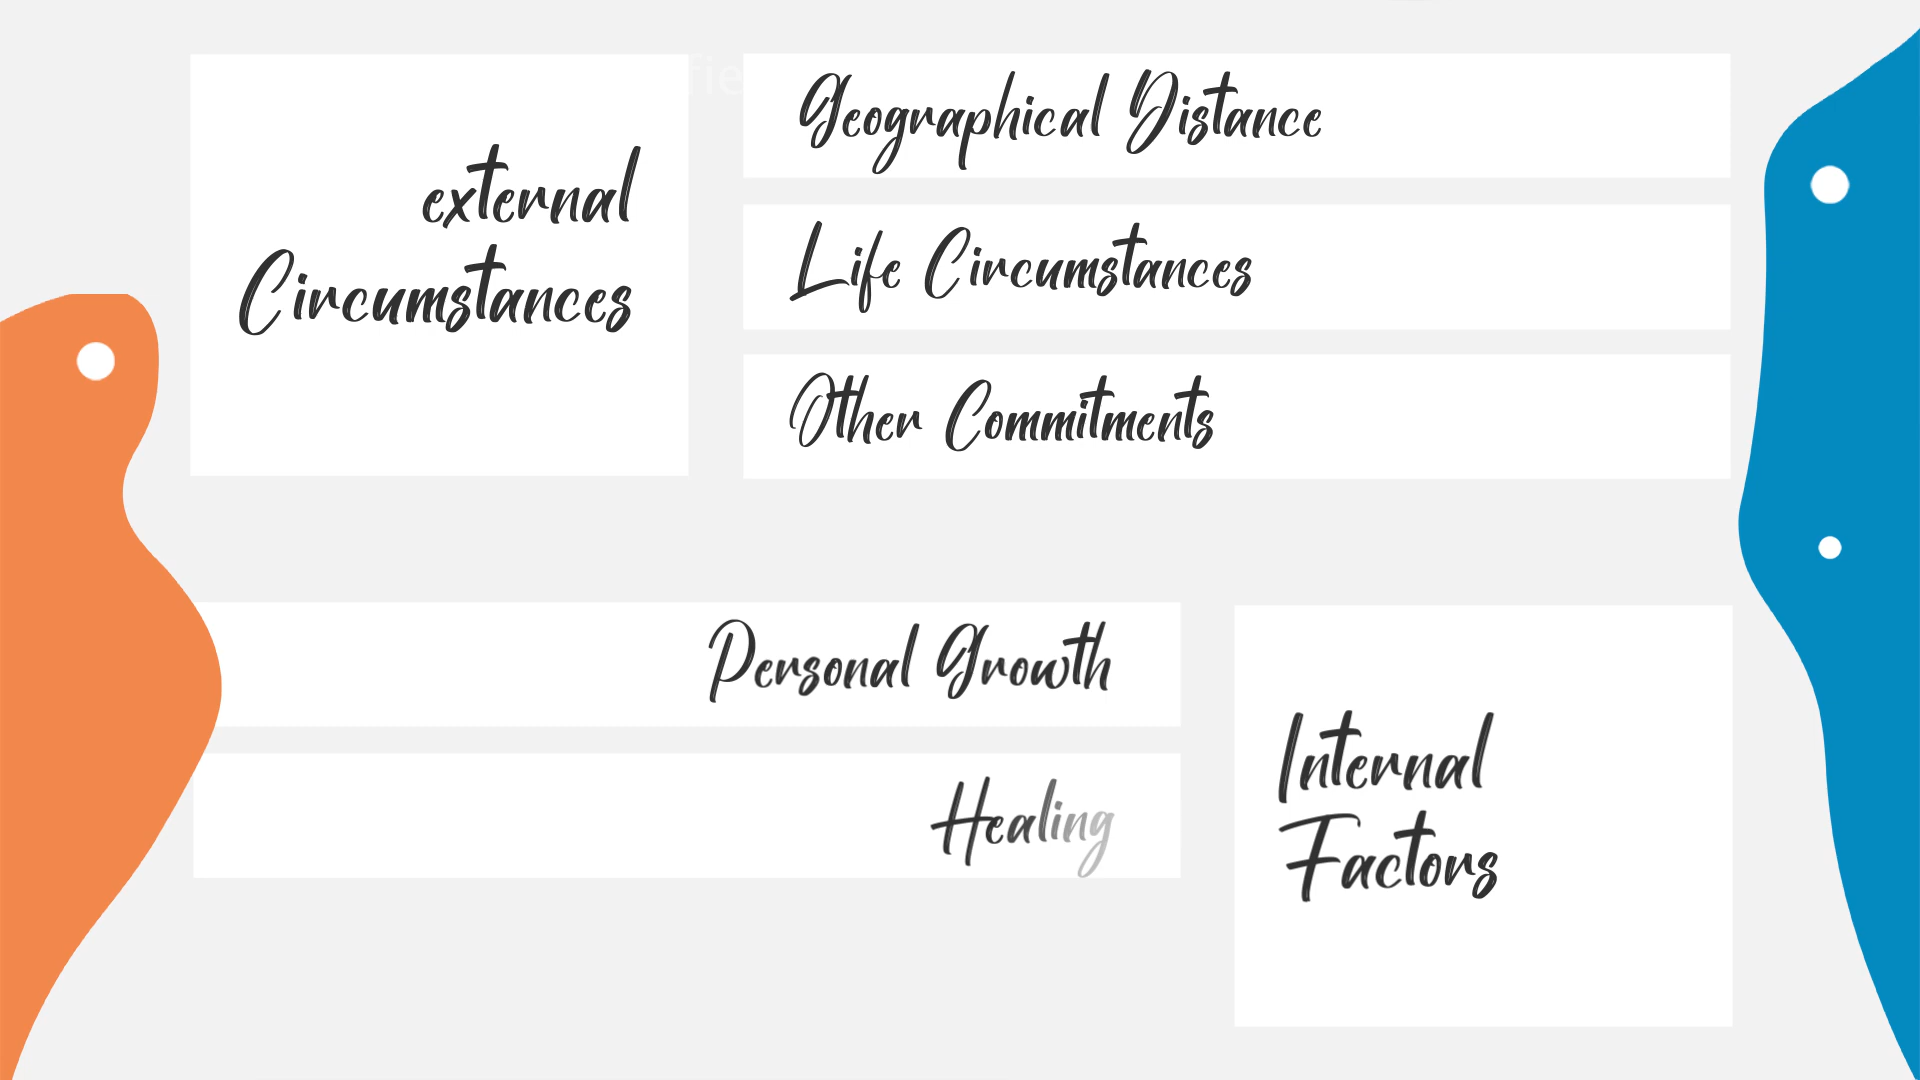 external
Circumstances
Geographical Distance
Life Circumstances
Other Commitments
Personal Growth
Healing
Internal
Factors